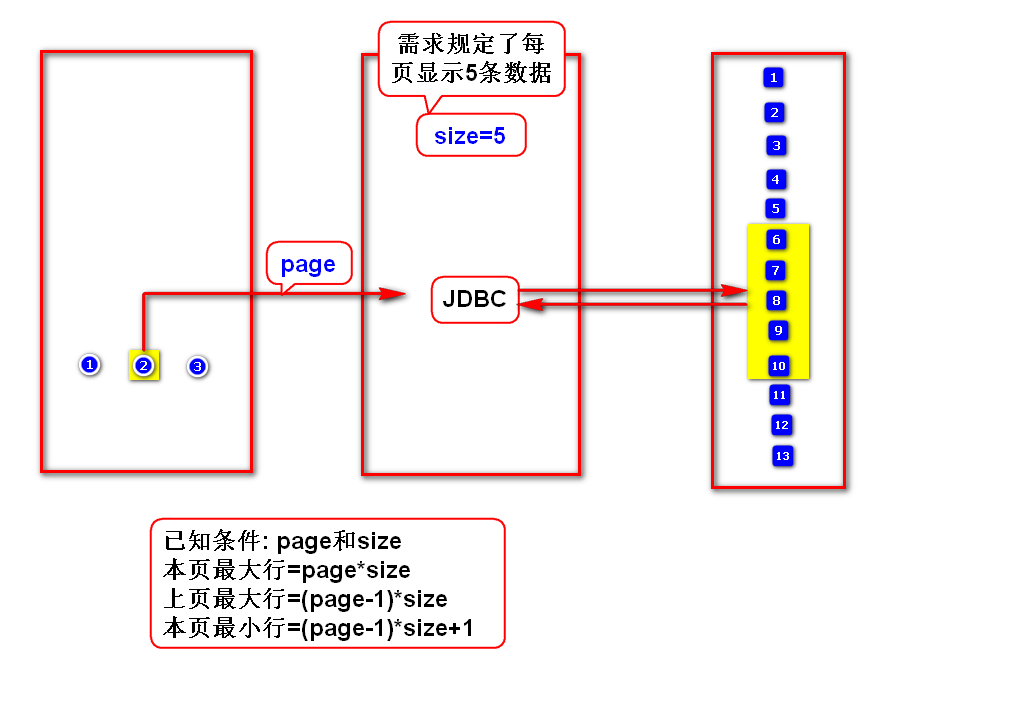 需求规定了每
页显示5条数据
size=5
page
JDBC
1
2
3
1
2
3
4
5
6
7
8
9
10
11
12
13
已知条件: page和size
本页最大行=page*size
上页最大行=(page-1)*size
本页最小行=(page-1)*size+1